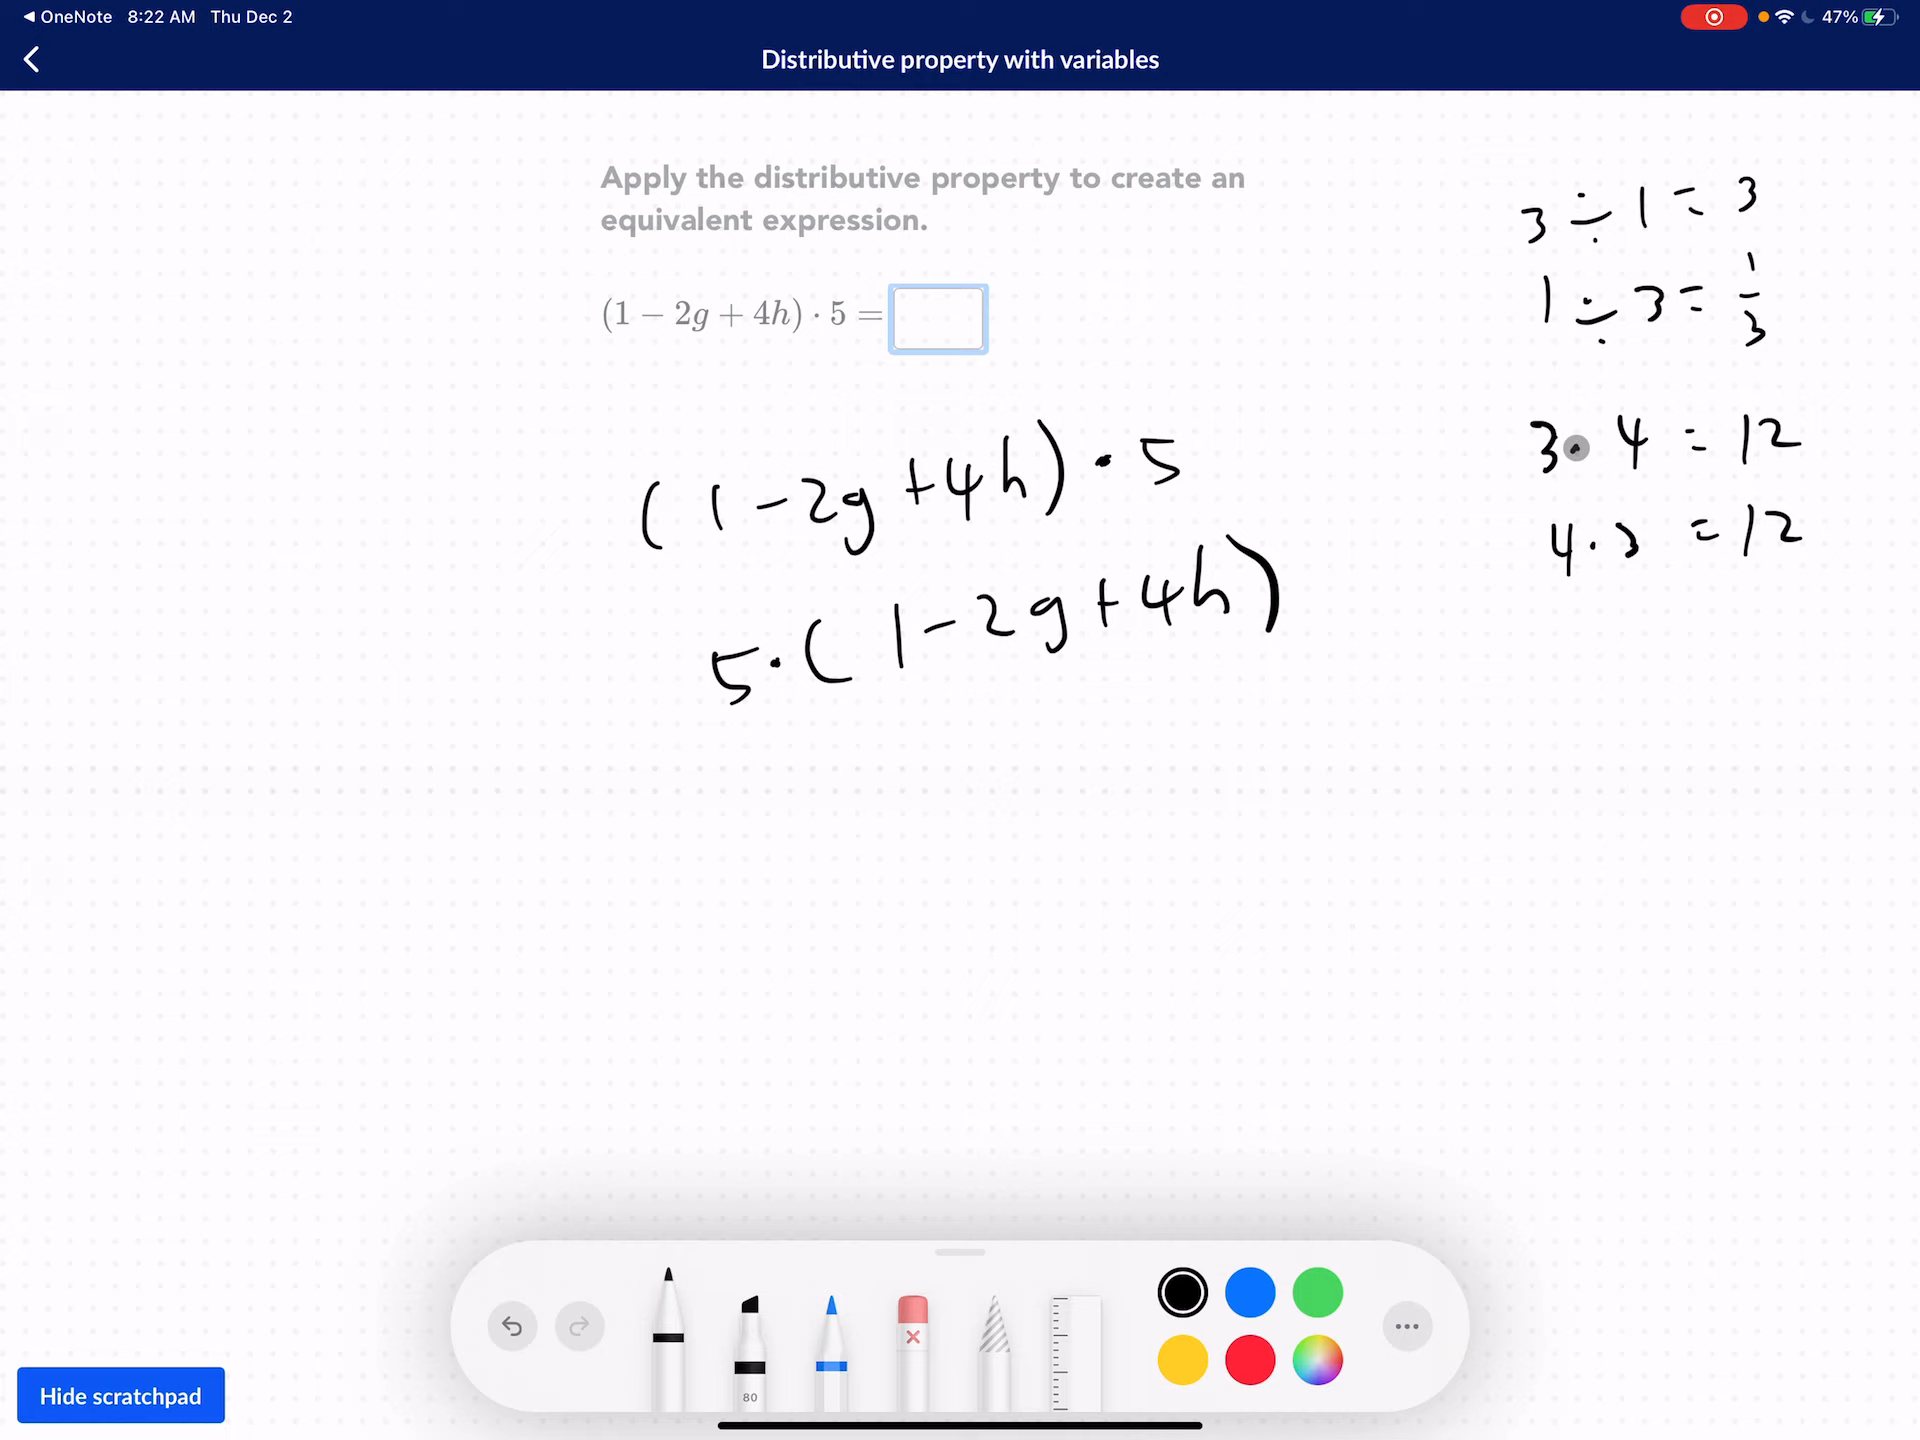 ◀ OneNote 8:22 AM Thu Dec 2 47%
Distributive property with variables
Apply the distributive property to create an
equivalent expression.
(1 − 2g + 4h) · 5 =
(1 - 2g + 4h) · 5
5 · (1 - 2g + 4h)
3 ÷ 1 = 3
1 ÷ 3 = 1/3
3 · 4 = 12
4 · 3 = 12
80
Hide scratchpad